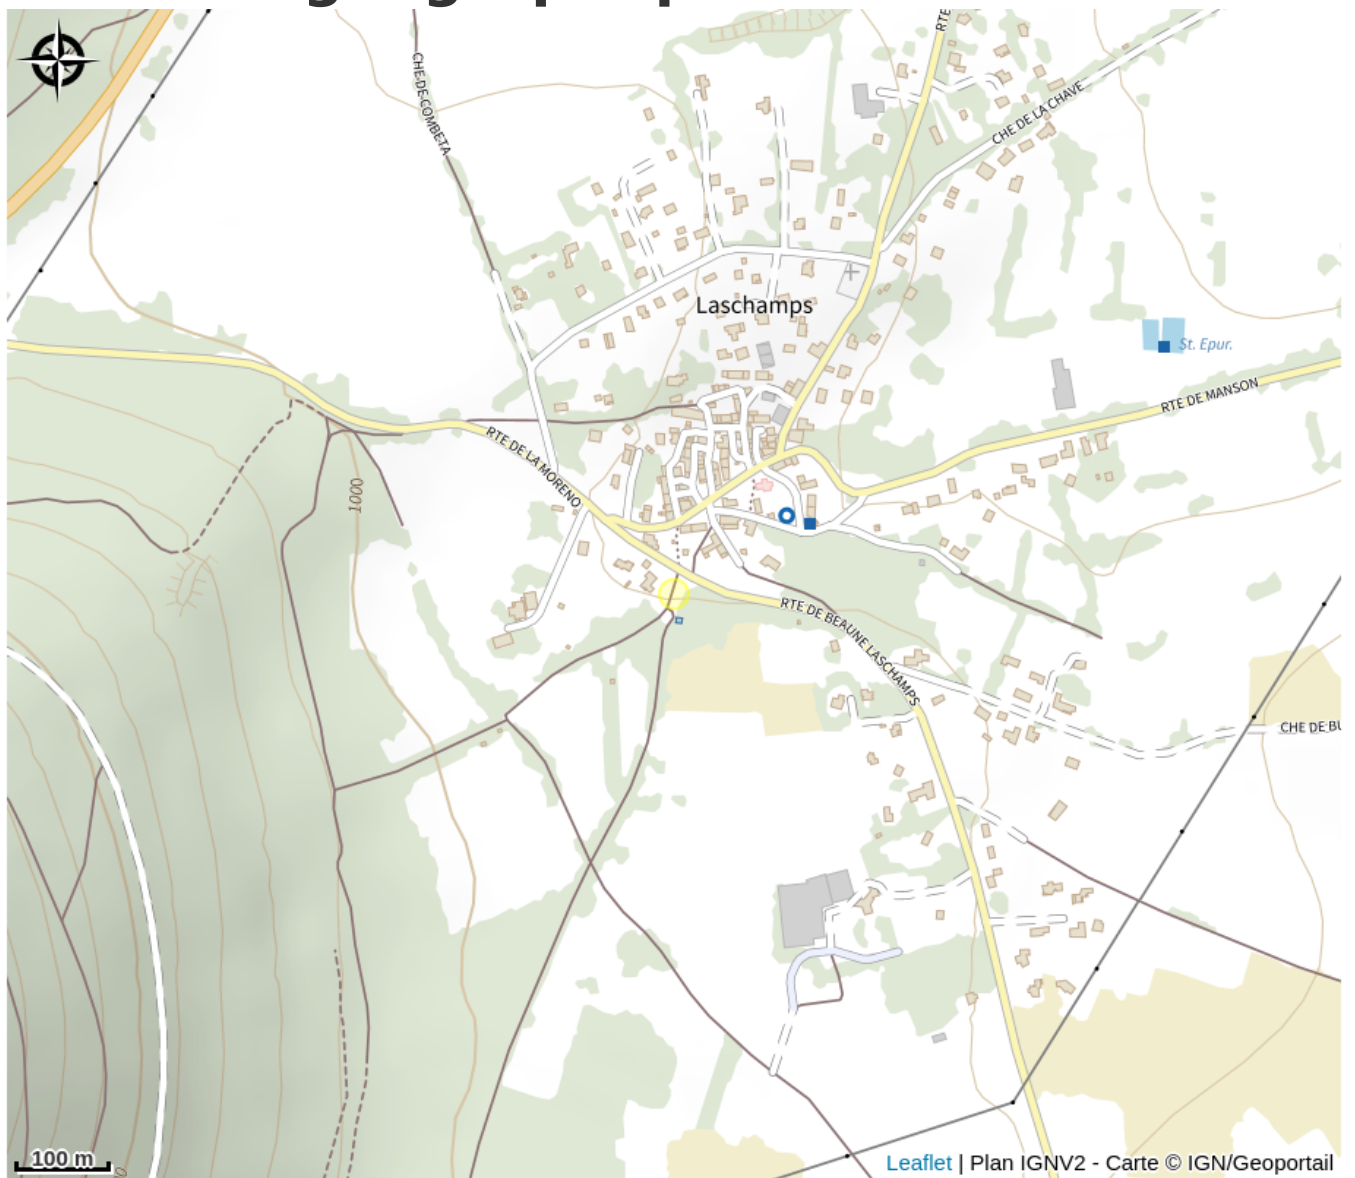 RTE
CHE DE COMBETA
CHE DE LA CHAVE
Laschamps
St. Epur.
RTE DE MANSON
RTE DE LA MORENO
1000
RTE DE BEAUNE LASCHAMPS
CHE DE BU
100 m
Leaflet | Plan IGNV2 - Carte © IGN/Geoportail